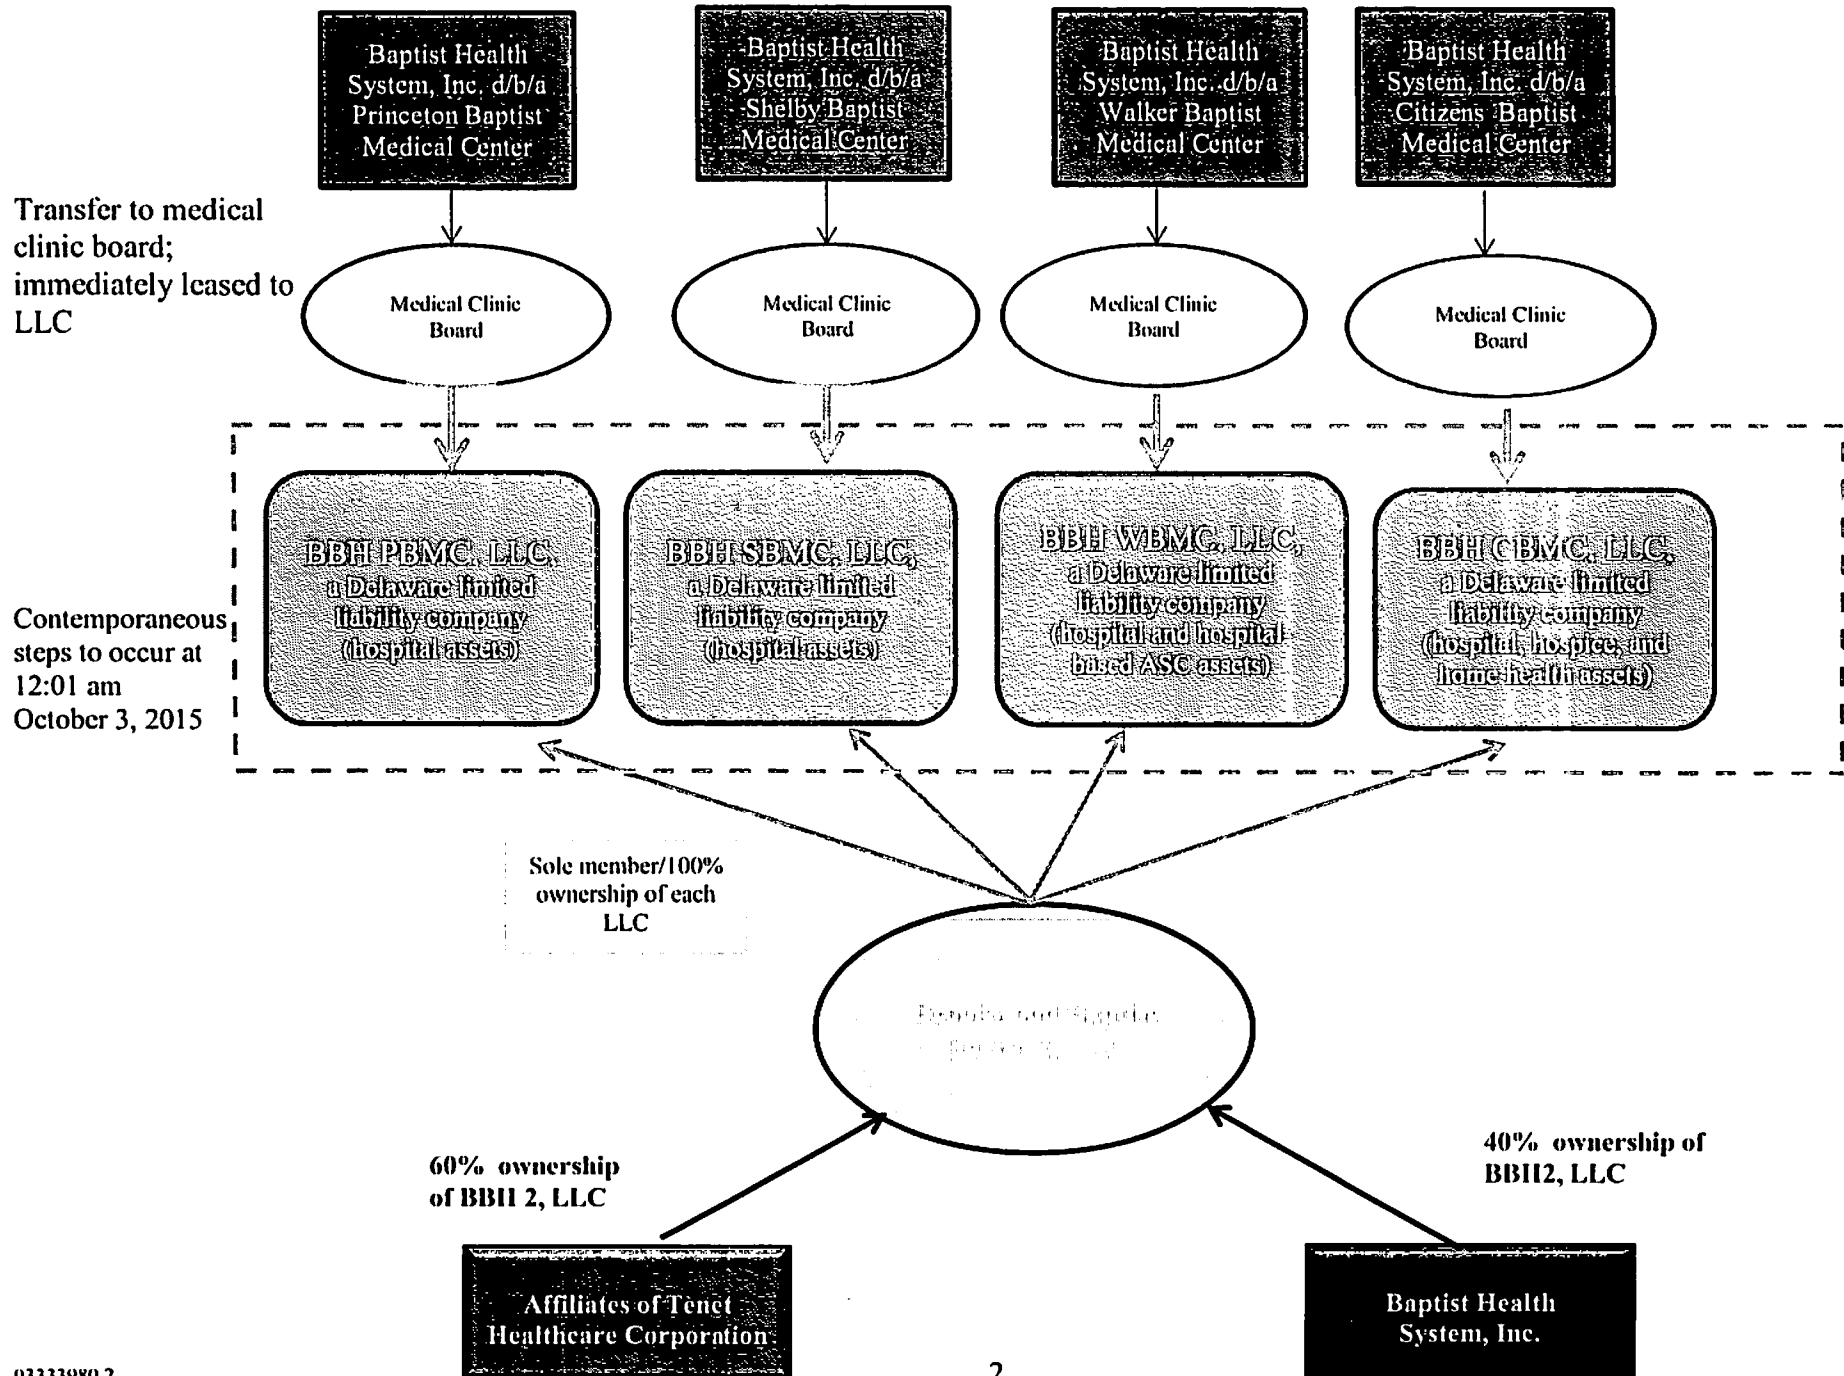 Baptist Health
System, Inc. d/b/a
Princeton Baptist
Medical Center
Baptist Health
System, Inc. d/b/a
Shelby Baptist
Medical Center
Baptist Health
System, Inc. d/b/a
Walker Baptist
Medical Center
Baptist Health
System, Inc. d/b/a
Citizens Baptist
Medical Center
Transfer to medical
clinic board;
immediately leased to
LLC
Medical Clinic
Board
Medical Clinic
Board
Medical Clinic
Board
Medical Clinic
Board
Contemporaneous
steps to occur at
12:01 am
October 3, 2015
BBH PBMC, LLC,
a Delaware limited
liability company
(hospital assets)
BBH SBMC, LLC,
a Delaware limited
liability company
(hospital assets)
BBH WBMC, LLC,
a Delaware limited
liability company
(hospital and hospital
based ASC assets)
BBH CBMC, LLC,
a Delaware limited
liability company
(hospital, hospice, and
home health assets)
Sole member/100%
ownership of each
LLC
60% ownership
of BBH 2, LLC
40% ownership of
BBH2, LLC
Affiliates of Tenet
Healthcare Corporation
Baptist Health
System, Inc.
03333980.2
2